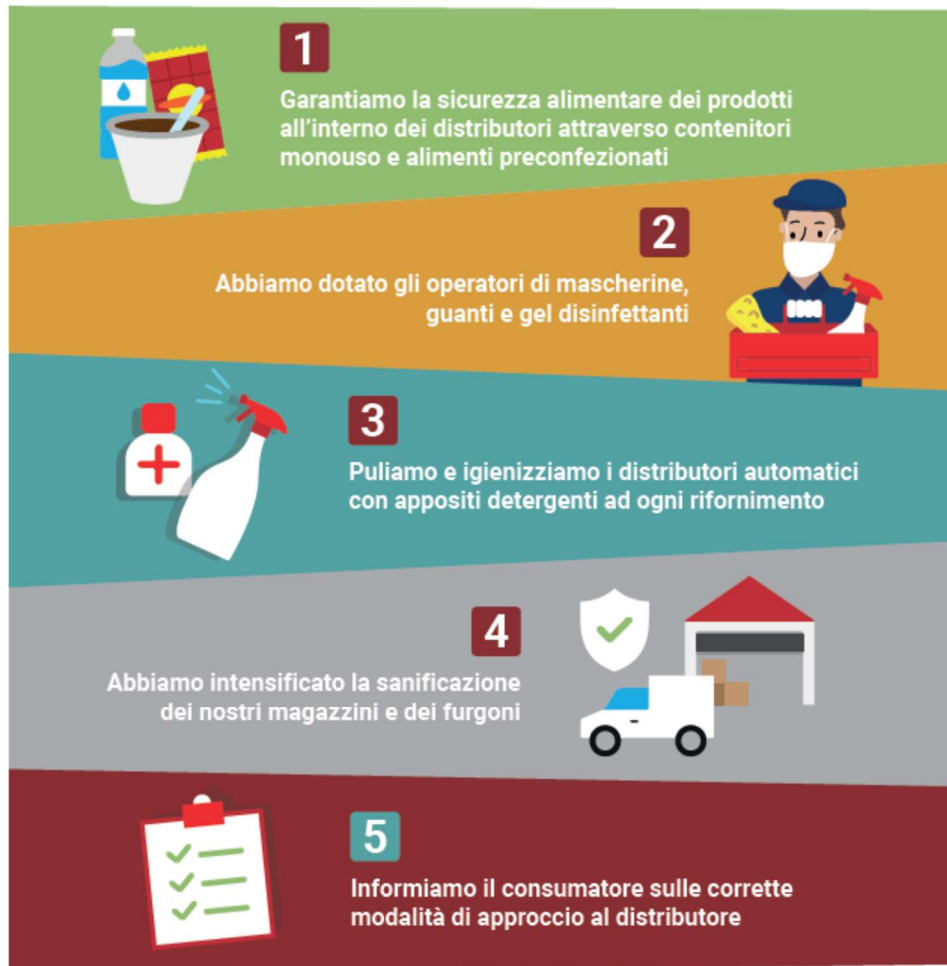 1
Garantiamo la sicurezza alimentare dei prodotti
all'interno dei distributori attraverso contenitori
monouso e alimenti preconfezionati
2
Abbiamo dotato gli operatori di mascherine,
guanti e gel disinfettanti
3
Puliamo e igienizziamo i distributori automatici
con appositi detergenti ad ogni rifornimento
4
Abbiamo intensificato la sanificazione
dei nostri magazzini e dei furgoni
5
Informiamo il consumatore sulle corrette
modalità di approccio al distributore